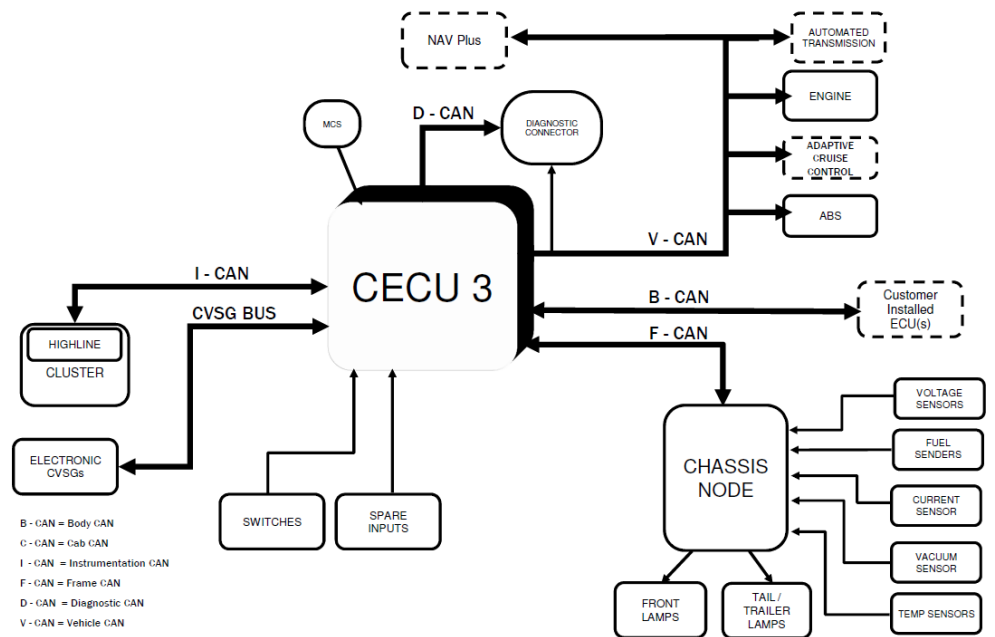 NAV Plus
AUTOMATED
TRANSMISSION
ENGINE
ADAPTIVE
CRUISE
CONTROL
ABS
MCS
D - CAN
DIAGNOSTIC
CONNECTOR
V - CAN
I - CAN
CECU 3
B - CAN
Customer
Installed
ECU(s)
CVSG BUS
F - CAN
HIGHLINE
CLUSTER
ELECTRONIC
CVSGs
SWITCHES
SPARE
INPUTS
CHASSIS
NODE
VOLTAGE
SENSORS
FUEL
SENDERS
CURRENT
SENSOR
VACUUM
SENSOR
TEMP SENSORS
FRONT
LAMPS
TAIL /
TRAILER
LAMPS
B - CAN = Body CAN
C - CAN = Cab CAN
I - CAN = Instrumentation CAN
F - CAN = Frame CAN
D - CAN = Diagnostic CAN
V - CAN = Vehicle CAN